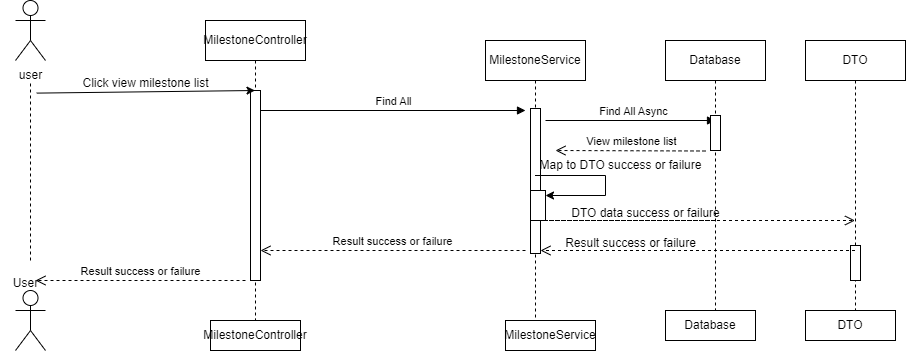 MilestoneController
MilestoneService
Database
DTO
user
Click view milestone list
Find All
Find All Async
View milestone list
Map to DTO success or failure
DTO data success or failure
Result success or failure
Result success or failure
Result success or failure
User
MilestoneController
MilestoneService
Database
DTO